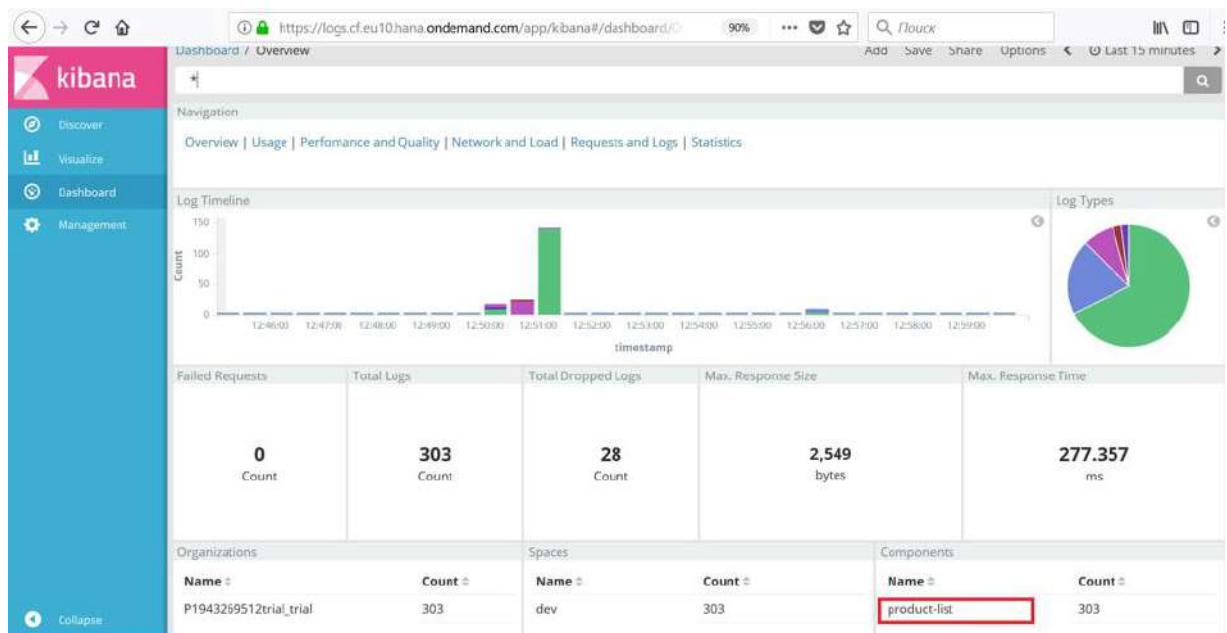 https://logs.cf.eu10.hana.ondemand.com/app/kibana#/dashboard/ 90% Поиск
Dashboard / Overview Add Save Share Options Last 15 minutes
kibana
*
Navigation
Discover
Overview | Usage | Perfomance and Quality | Network and Load | Requests and Logs | Statistics
Visualize
Dashboard
Log Timeline Log Types
Management
150
100
50
0
Count
12:46:00 12:47:00 12:48:00 12:49:00 12:50:00 12:51:00 12:52:00 12:53:00 12:54:00 12:55:00 12:56:00 12:57:00 12:58:00 12:59:00
timestamp
Failed Requests Total Logs Total Dropped Logs Max. Response Size Max. Response Time
0 303 28 2,549 277.357
Count Count Count bytes ms
Organizations Spaces Components
Name Count Name Count Name Count
P1943269512trial_trial 303 dev 303 product-list 303
Collapse